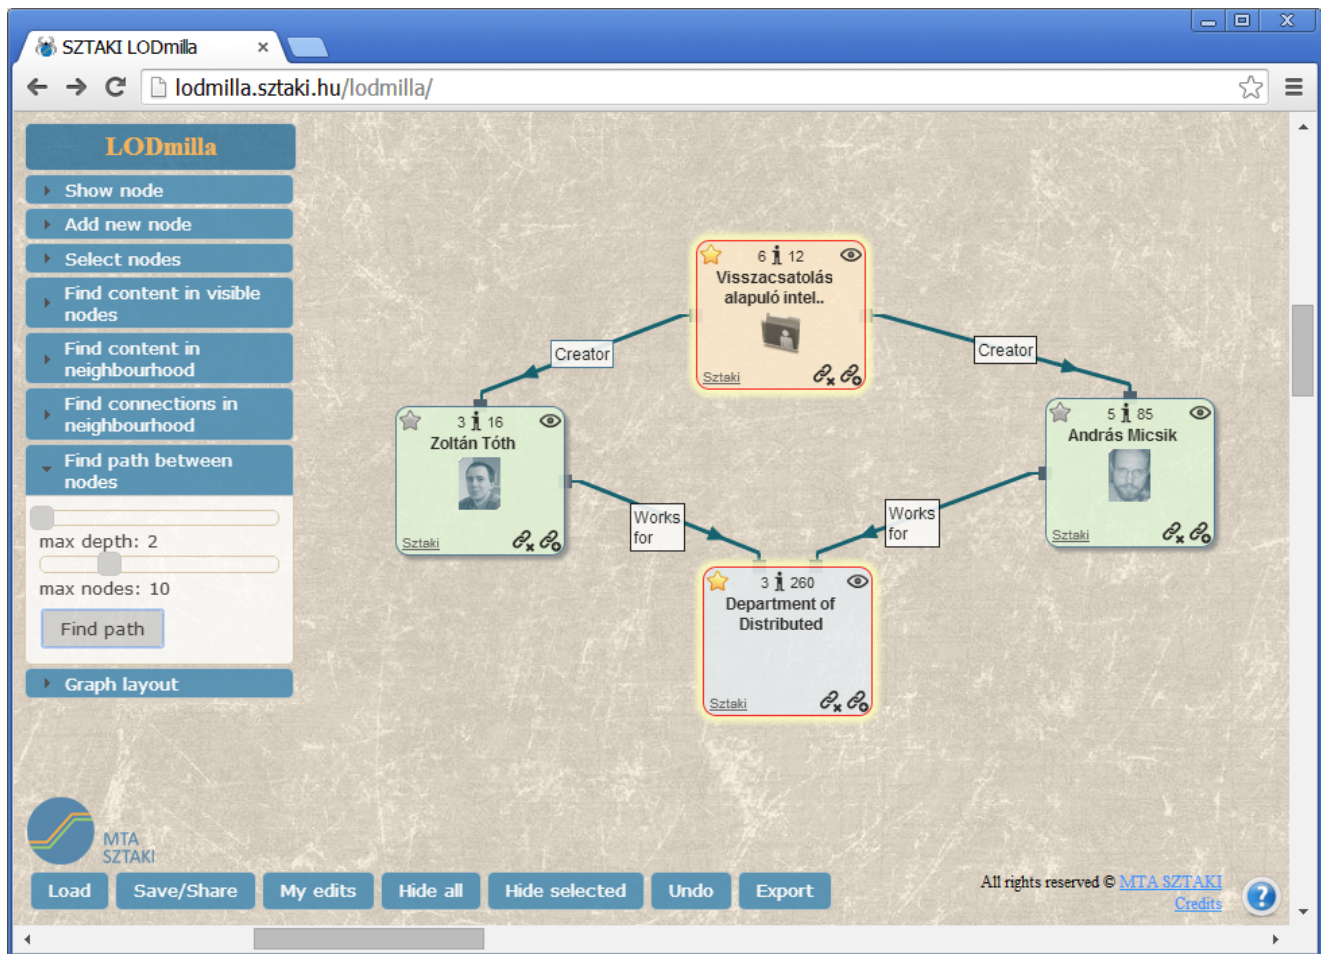 SZTAKI LODmilla
lodmilla.sztaki.hu/lodmilla/
LODmilla
Show node
Add new node
Select nodes
Find content in visible
nodes
Find content in
neighbourhood
Find connections in
neighbourhood
Find path between
nodes
max depth: 2
max nodes: 10
Find path
Graph layout
6 12
Visszacsatolás
alapuló intel..
Sztaki
Creator
Creator
3 16
Zoltán Tóth
Sztaki
5 85
András Micsik
Sztaki
Works
for
Works
for
3 260
Department of
Distributed
Sztaki
MTA
SZTAKI
Load
Save/Share
My edits
Hide all
Hide selected
Undo
Export
All rights reserved © MTA SZTAKI
Credits
?